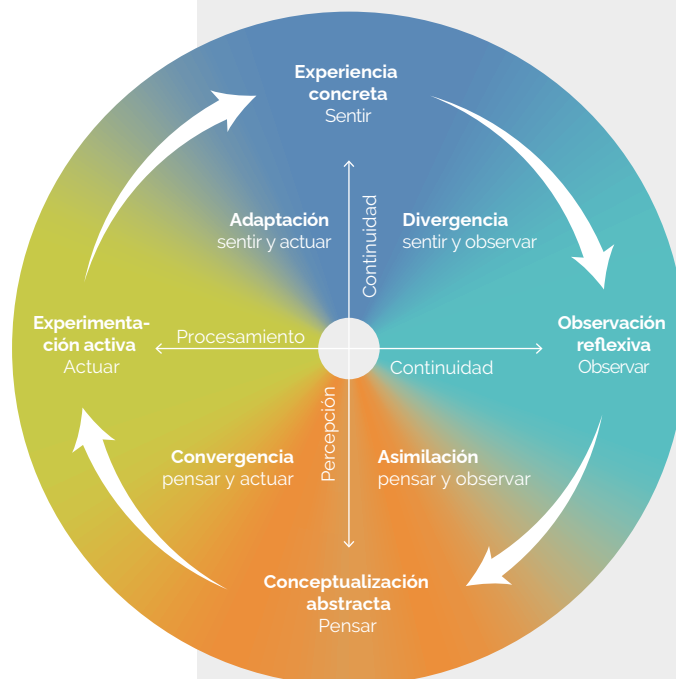 Experiencia
concreta
Sentir
Adaptación
sentir y actuar
Continuidad
Divergencia
sentir y observar
Experimenta-
ción activa
Actuar
Procesamiento
Continuidad
Observación
reflexiva
Observar
Convergencia
pensar y actuar
Percepción
Asimilación
pensar y observar
Conceptualización
abstracta
Pensar